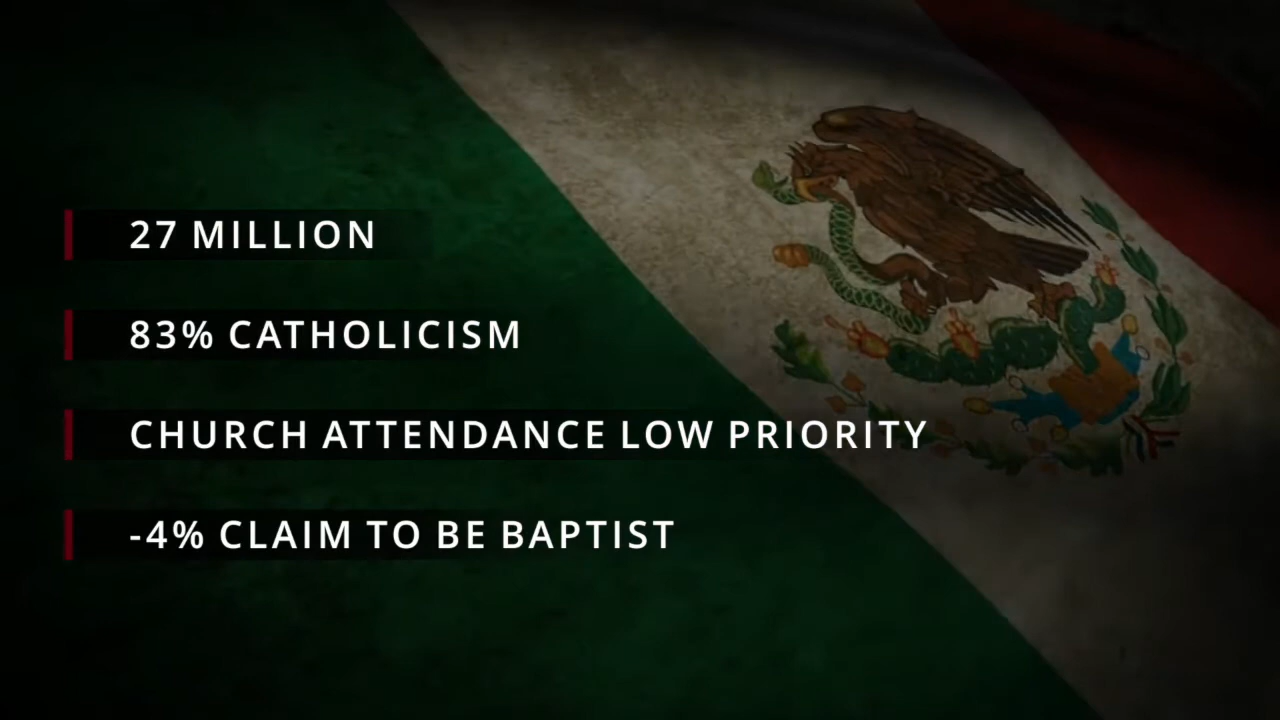 27 MILLION
83% CATHOLICISM
CHURCH ATTENDANCE LOW PRIORITY
-4% CLAIM TO BE BAPTIST